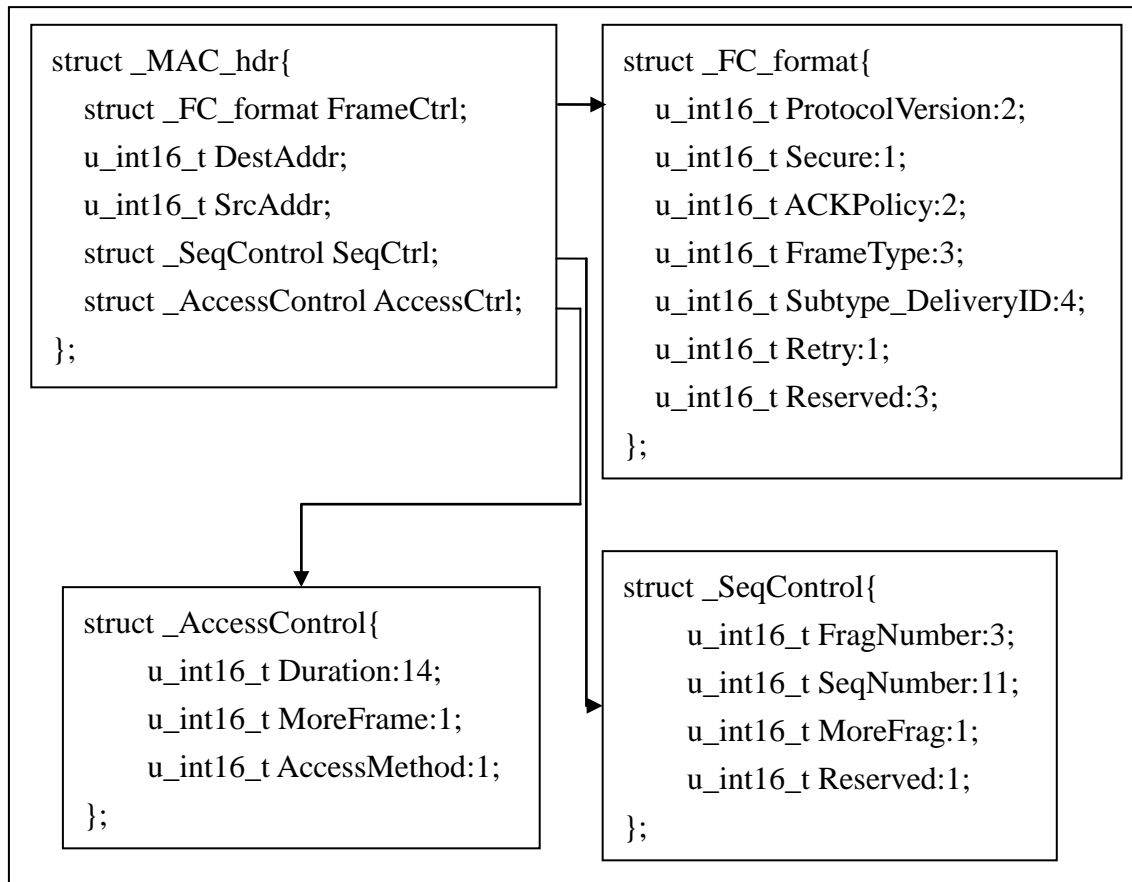 struct _MAC_hdr{
struct _FC_format FrameCtrl;
u_int16_t DestAddr;
u_int16_t SrcAddr;
struct _SeqControl SeqCtrl;
struct _AccessControl AccessCtrl;
};
struct _FC_format{
u_int16_t ProtocolVersion:2;
u_int16_t Secure:1;
u_int16_t ACKPolicy:2;
u_int16_t FrameType:3;
u_int16_t Subtype_DeliveryID:4;
u_int16_t Retry:1;
u_int16_t Reserved:3;
};
struct _AccessControl{
u_int16_t Duration:14;
u_int16_t MoreFrame:1;
u_int16_t AccessMethod:1;
};
struct _SeqControl{
u_int16_t FragNumber:3;
u_int16_t SeqNumber:11;
u_int16_t MoreFrag:1;
u_int16_t Reserved:1;
};